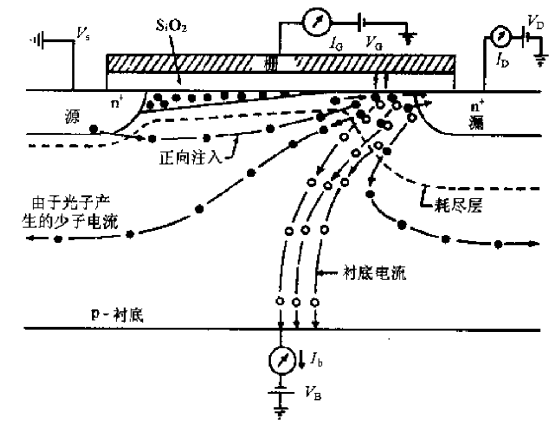 SiO₂
Vs
IG
VG
VD
ID
栅
源
n⁺
n⁺
漏
正向注入
由于光子产
生的少子电流
耗尽层
衬底电流
p-衬底
Ib
VB